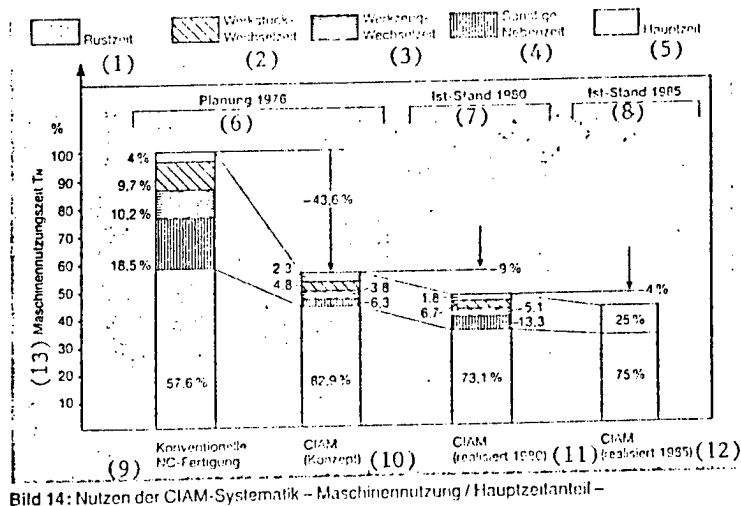 Rüstzeit
Werkstück-
Wechselzeit
Werkzeug-
Wechselzeit
Sonstige
Nebenzeit
Hauptzeit
(1) (2) (3) (4) (5)
Planung 1976
Ist-Stand 1980
Ist-Stand 1985
(6) (7) (8)
%
100
90
80
70
60
50
40
30
20
10
(13) Maschinennutzungszeit TN
4 %
9,7 %
10,2 %
18,5 %
57,6 %
-43,6 %
2.3
4.8
-3.8
-6,3
82,9 %
-9 %
1.8
6.7
-5.1
-13.3
73,1 %
-4 %
25 %
75 %
(9) Konventionelle
NC-Fertigung
CIAM
(Konzept) (10)
CIAM
(realisiert 1980) (11)
CIAM
(realisiert 1985) (12)
Bild 14: Nutzen der CIAM-Systematik – Maschinennutzung / Hauptzeitanteil –